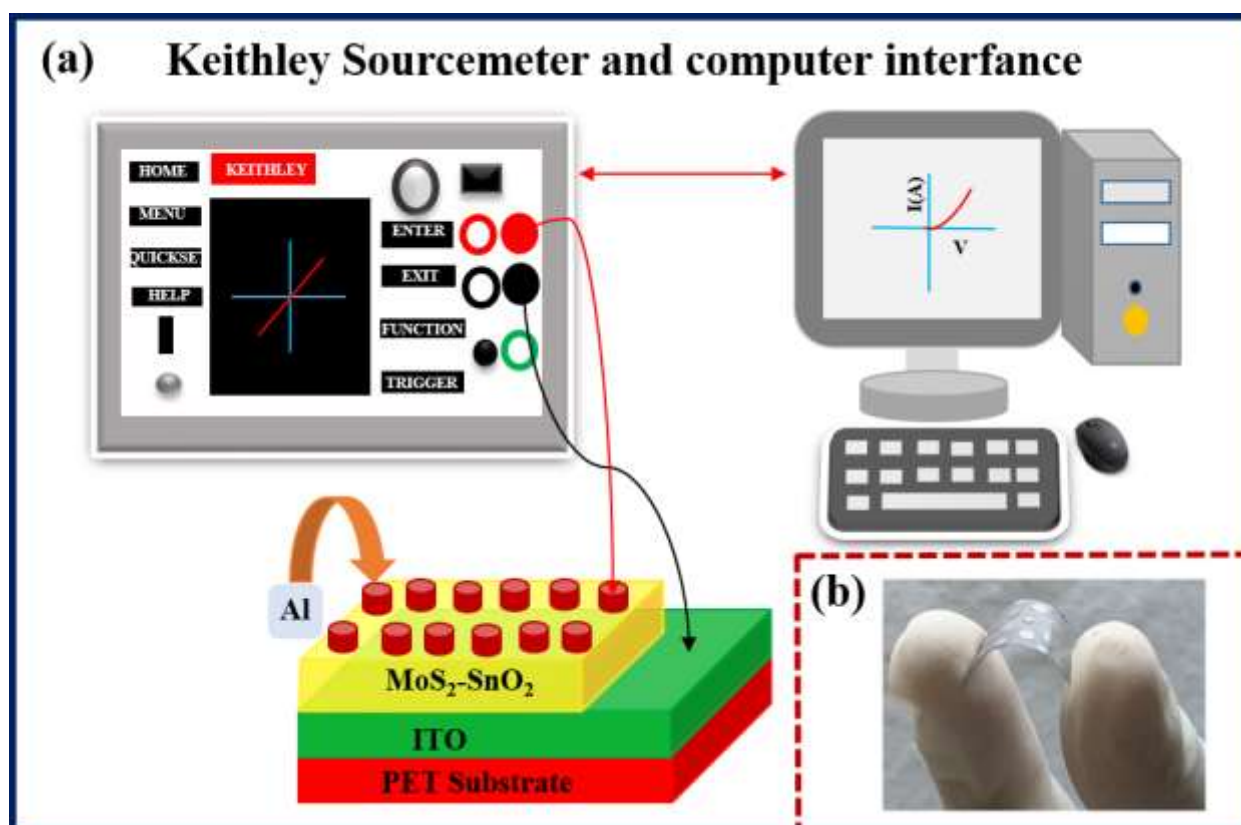 (a) Keithley Sourcemeter and computer interfance
HOME
KEITHLEY
MENU
QUICKSE
HELP
ENTER
EXIT
FUNCTION
TRIGGER
I(A)
V
Al
MoS₂-SnO₂
ITO
PET Substrate
(b)